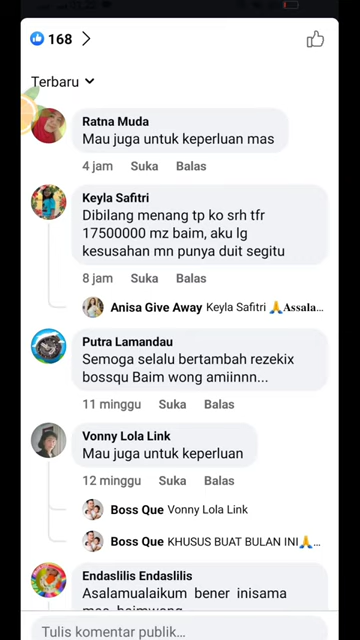 168
Terbaru
Ratna Muda
Mau juga untuk keperluan mas
4 jam Suka Balas
Keyla Safitri
Dibilang menang tp ko srh tfr
17500000 mz baim, aku lg
kesusahan mn punya duit segitu
8 jam Suka Balas
Anisa Give Away Keyla Safitri 🙏𝐀𝐬𝐬𝐚𝐥𝐚...
Putra Lamandau
Semoga selalu bertambah rezekix
bossqu Baim wong amiinnn...
11 minggu Suka Balas
Vonny Lola Link
Mau juga untuk keperluan
12 minggu Suka Balas
Boss Que Vonny Lola Link
Boss Que KHUSUS BUAT BULAN INI🙏...
Endaslilis Endaslilis
Asalamualaikum bener inisama
mas baimwong
Tulis komentar publik...